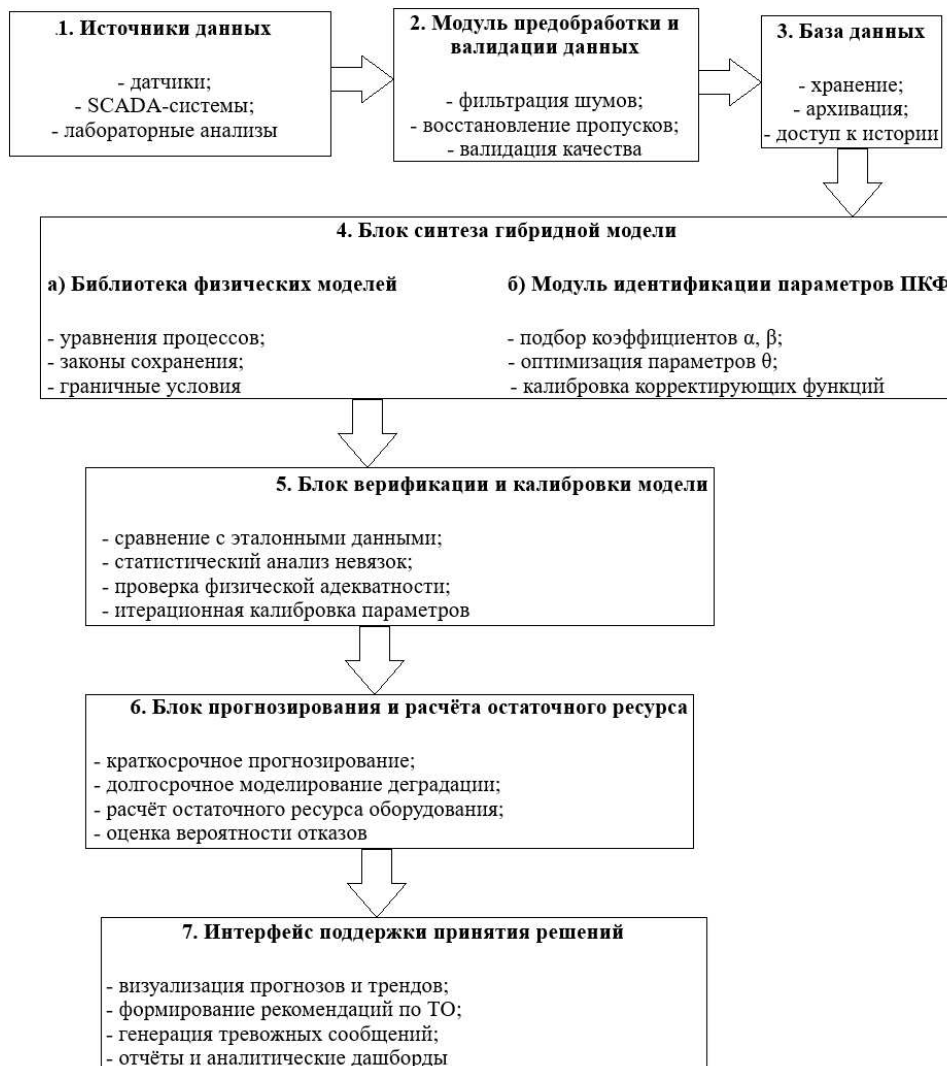 .1. Источники данных
- датчики;
- SCADA-системы;
- лабораторные анализы
2. Модуль предобработки и
валидации данных
- фильтрация шумов;
- восстановление пропусков;
- валидация качества
3. База данных
- хранение;
- архивация;
- доступ к истории
4. Блок синтеза гибридной модели
а) Библиотека физических моделей
- уравнения процессов;
- законы сохранения;
- граничные условия
б) Модуль идентификации параметров ПКФ
- подбор коэффициентов α, β;
- оптимизация параметров θ;
- калибровка корректирующих функций
5. Блок верификации и калибровки модели
- сравнение с эталонными данными;
- статистический анализ невязок;
- проверка физической адекватности;
- итерационная калибровка параметров
6. Блок прогнозирования и расчёта остаточного ресурса
- краткосрочное прогнозирование;
- долгосрочное моделирование деградации;
- расчёт остаточного ресурса оборудования;
- оценка вероятности отказов
7. Интерфейс поддержки принятия решений
- визуализация прогнозов и трендов;
- формирование рекомендаций по ТО;
- генерация тревожных сообщений;
- отчёты и аналитические дашборды